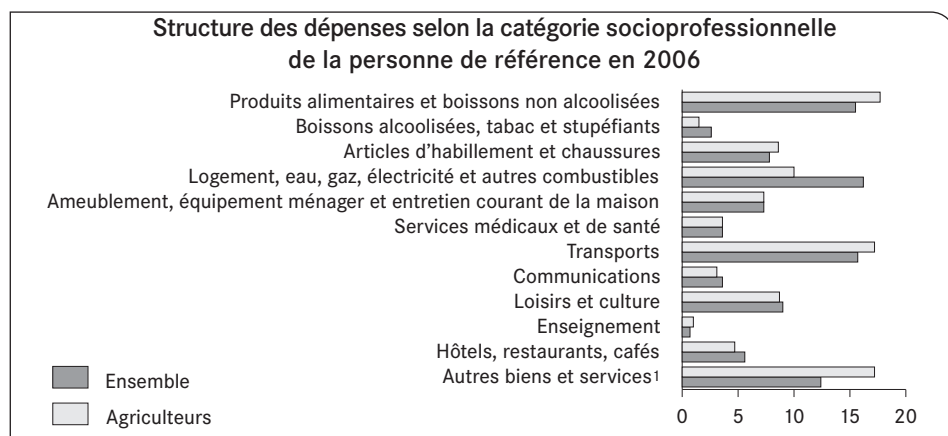 Structure des dépenses selon la catégorie socioprofessionnelle
de la personne de référence en 2006
Produits alimentaires et boissons non alcoolisées
Boissons alcoolisées, tabac et stupéfiants
Articles d’habillement et chaussures
Logement, eau, gaz, électricité et autres combustibles
Ameublement, équipement ménager et entretien courant de la maison
Services médicaux et de santé
Transports
Communications
Loisirs et culture
Enseignement
Hôtels, restaurants, cafés
Autres biens et services1
Ensemble
Agriculteurs
0 5 10 15 20